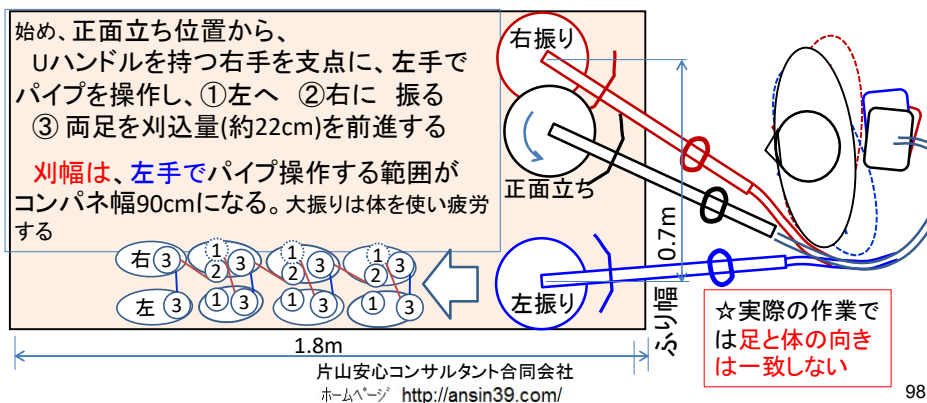 始め、正面立ち位置から、
Uハンドルを持つ右手を支点に、左手で
パイプを操作し、①左へ ②右に 振る
③ 両足を刈込量(約22cm)を前進する
刈幅は、左手でパイプ操作する範囲が
コンパネ幅90cmになる。大振りは体を使い疲労
する
右振り
正面立ち
左振り
ふり幅 0.7m
右 3 1 2 3 1 2 3 1 2 3
左 3 1 3 1 3 1 3
1.8m
☆実際の作業で
は足と体の向き
は一致しない
片山安心コンサルタント合同会社
ホームページ http://ansin39.com/
98